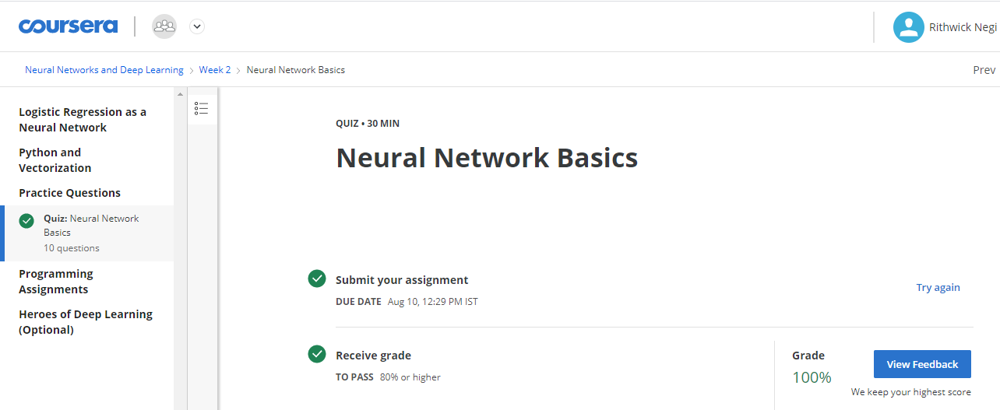 coursera
Rithwick Negi
Neural Networks and Deep Learning > Week 2 > Neural Network Basics
Prev
Logistic Regression as a
Neural Network
Python and
Vectorization
Practice Questions
Quiz: Neural Network
Basics
10 questions
Programming
Assignments
Heroes of Deep Learning
(Optional)
QUIZ • 30 MIN
Neural Network Basics
Submit your assignment
DUE DATE Aug 10, 12:29 PM IST
Try again
Receive grade
TO PASS 80% or higher
Grade
100%
View Feedback
We keep your highest score